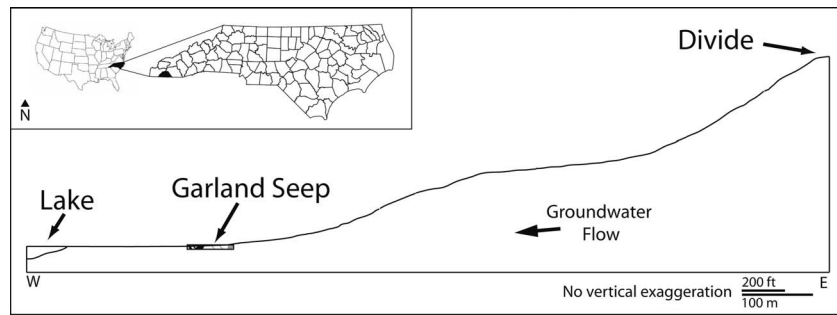 N
Divide
Garland Seep
Lake
Groundwater
Flow
W
E
No vertical exaggeration
200 ft
100 m